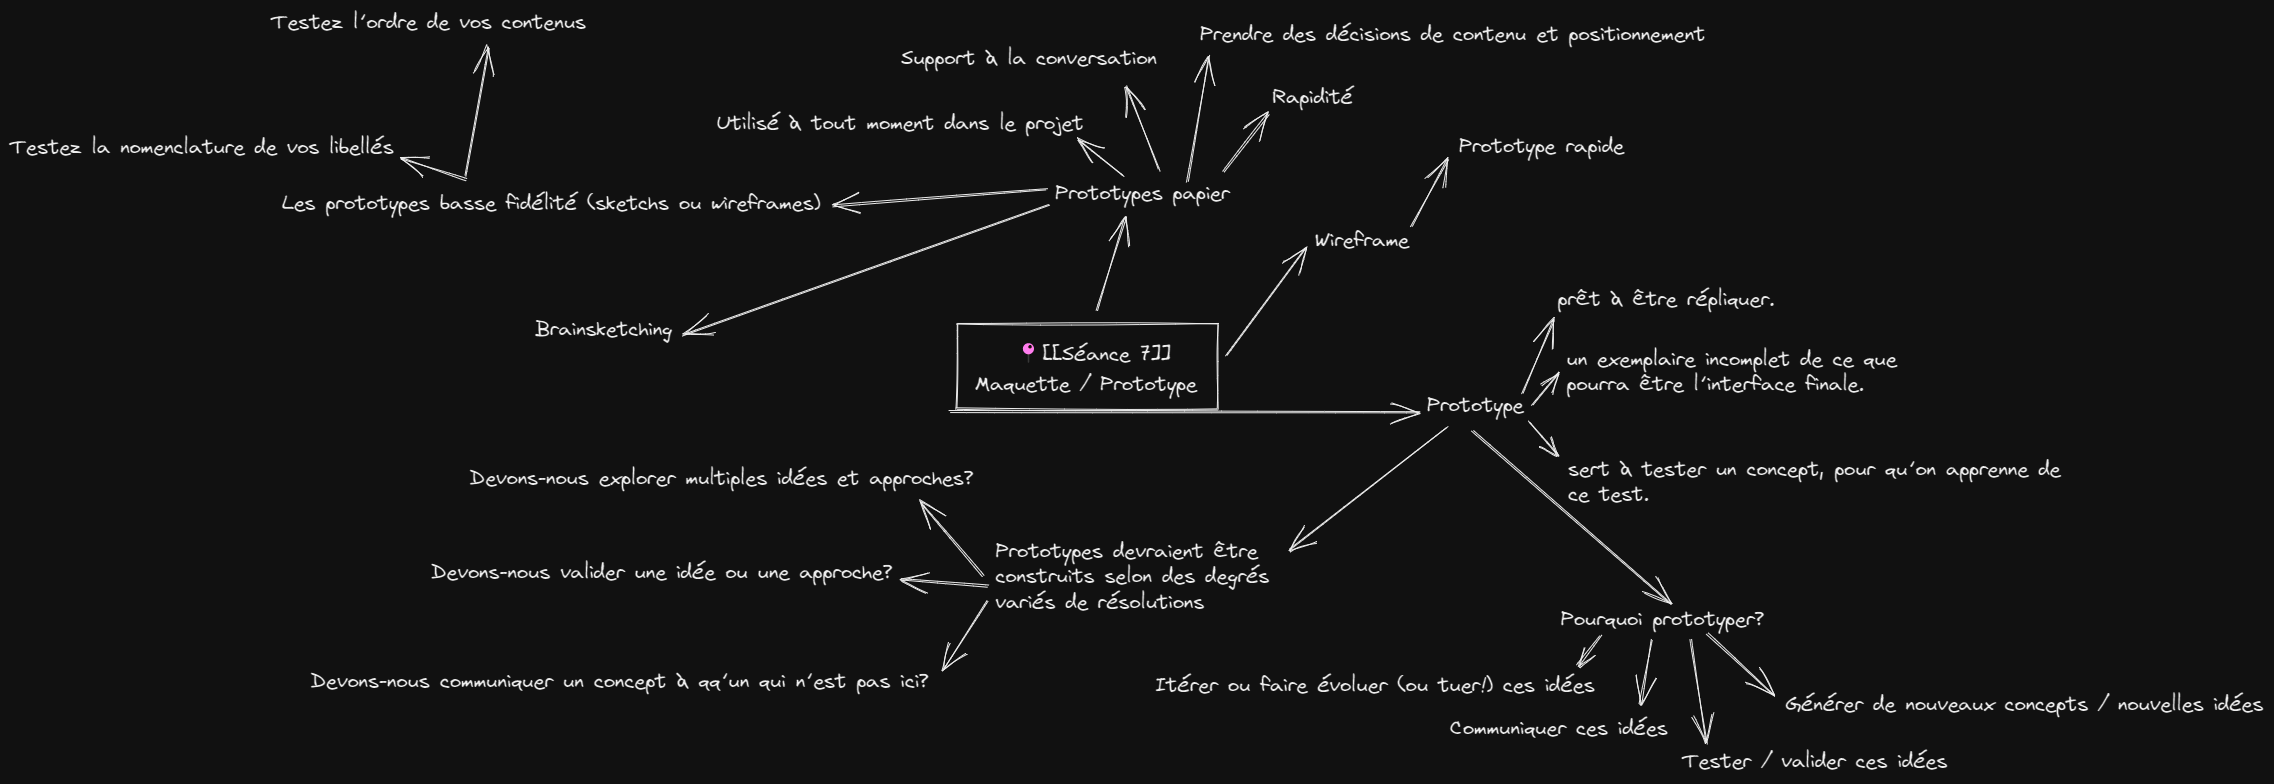 Testez l'ordre de vos contenus
Prendre des décisions de contenu et positionnement
Support à la conversation
Rapidité
Utilisé à tout moment dans le projet
Testez la nomenclature de vos libellés
Prototype rapide
Prototypes papier
Les prototypes basse fidélité (sketchs ou wireframes)
Wireframe
prêt à être répliquer.
Brainsketching
[[Séance 7]]
Maquette / Prototype
un exemplaire incomplet de ce que
pourra être l'interface finale.
Prototype
sert à tester un concept, pour qu'on apprenne de
ce test.
Devons-nous explorer multiples idées et approches?
Prototypes devraient être
construits selon des degrés
variés de résolutions
Devons-nous valider une idée ou une approche?
Devons-nous communiquer un concept à qq'un qui n'est pas ici?
Pourquoi prototyper?
Itérer ou faire évoluer (ou tuer!) ces idées
Communiquer ces idées
Tester / valider ces idées
Générer de nouveaux concepts / nouvelles idées